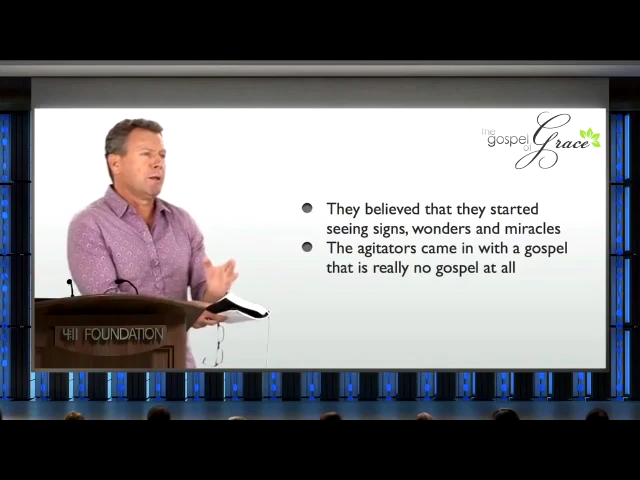 the
gospel
of
Grace
They believed that they started
seeing signs, wonders and miracles
The agitators came in with a gospel
that is really no gospel at all
4:11 FOUNDATION